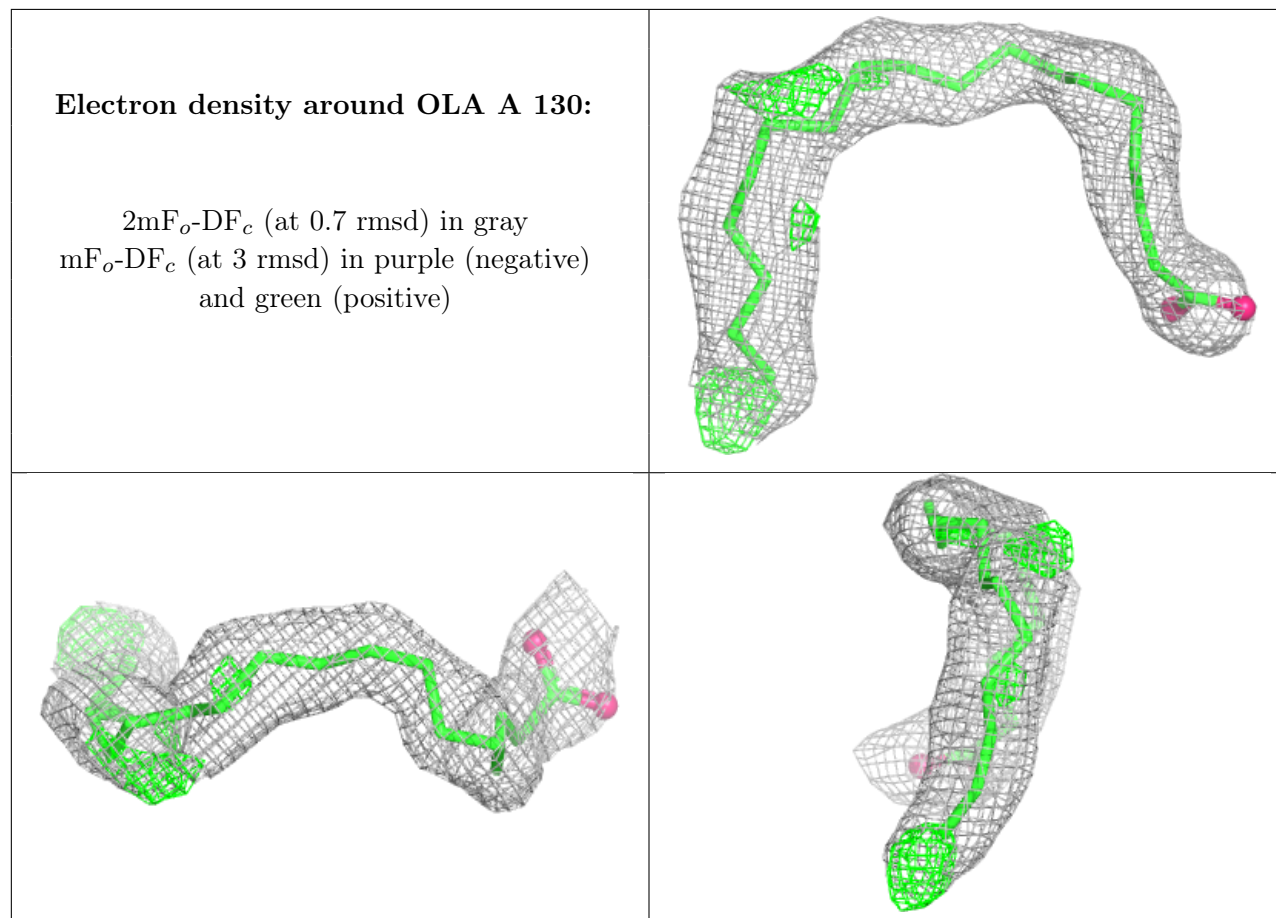 Electron density around OLA A 130:
2mFo-DFc (at 0.7 rmsd) in gray
mFo-DFc (at 3 rmsd) in purple (negative)
and green (positive)